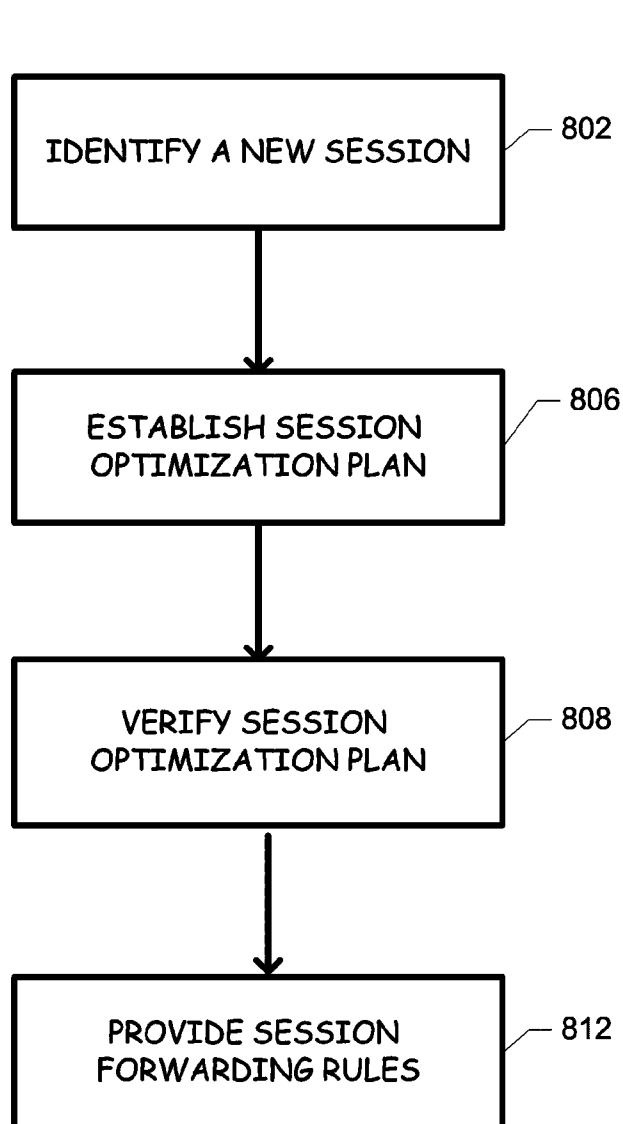 IDENTIFY A NEW SESSION
802
ESTABLISH SESSION
OPTIMIZATION PLAN
806
VERIFY SESSION
OPTIMIZATION PLAN
808
PROVIDE SESSION
FORWARDING RULES
812